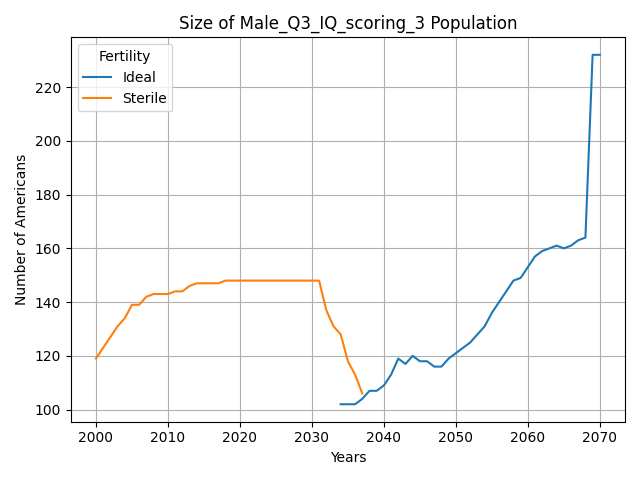 Size of Male_Q3_IQ_scoring_3 Population
Fertility
Ideal
Sterile
Number of Americans
220
200
180
160
140
120
100
2000 2010 2020 2030 2040 2050 2060 2070
Years